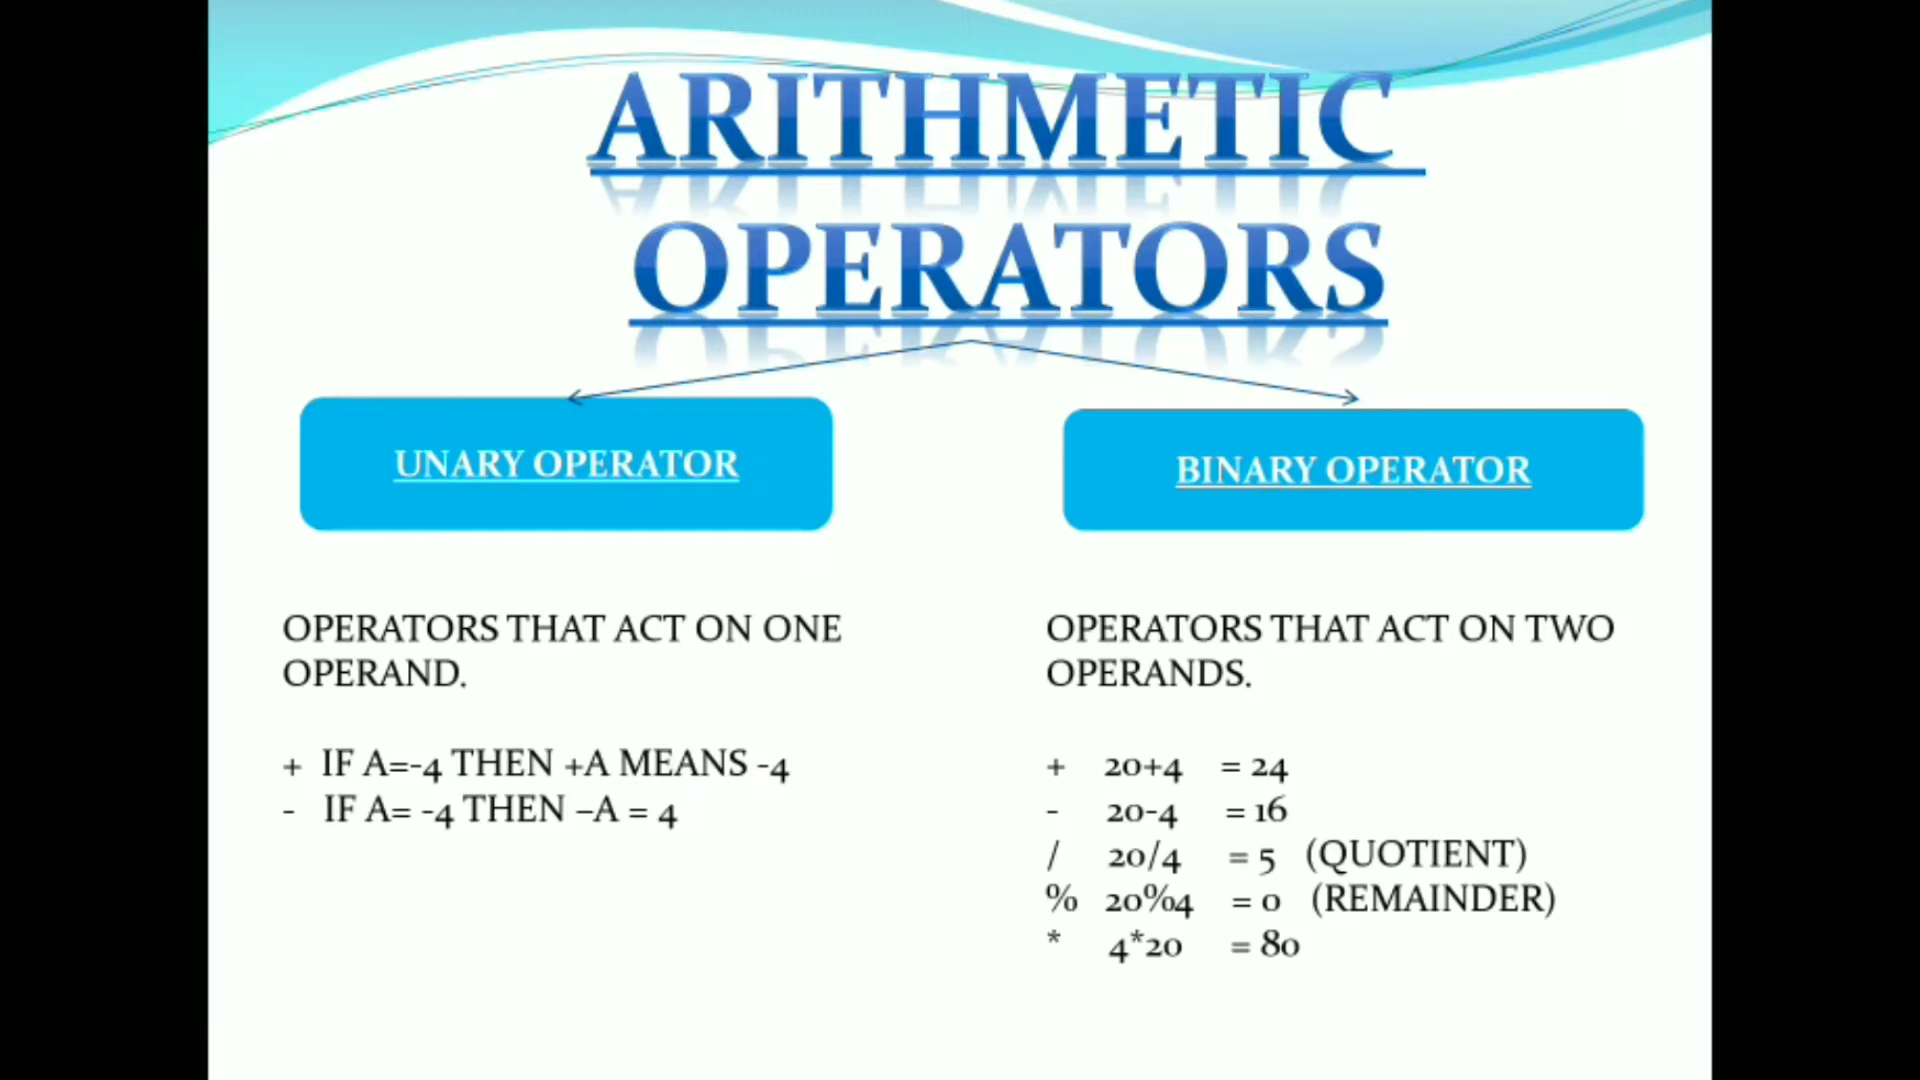 ARITHMETIC
OPERATORS
UNARY OPERATOR
OPERATORS THAT ACT ON ONE
OPERAND.
+ IF A=-4 THEN +A MEANS -4
- IF A= -4 THEN –A = 4
BINARY OPERATOR
OPERATORS THAT ACT ON TWO
OPERANDS.
+ 20+4 = 24
- 20-4 = 16
/ 20/4 = 5 (QUOTIENT)
% 20%4 = 0 (REMAINDER)
* 4*20 = 80